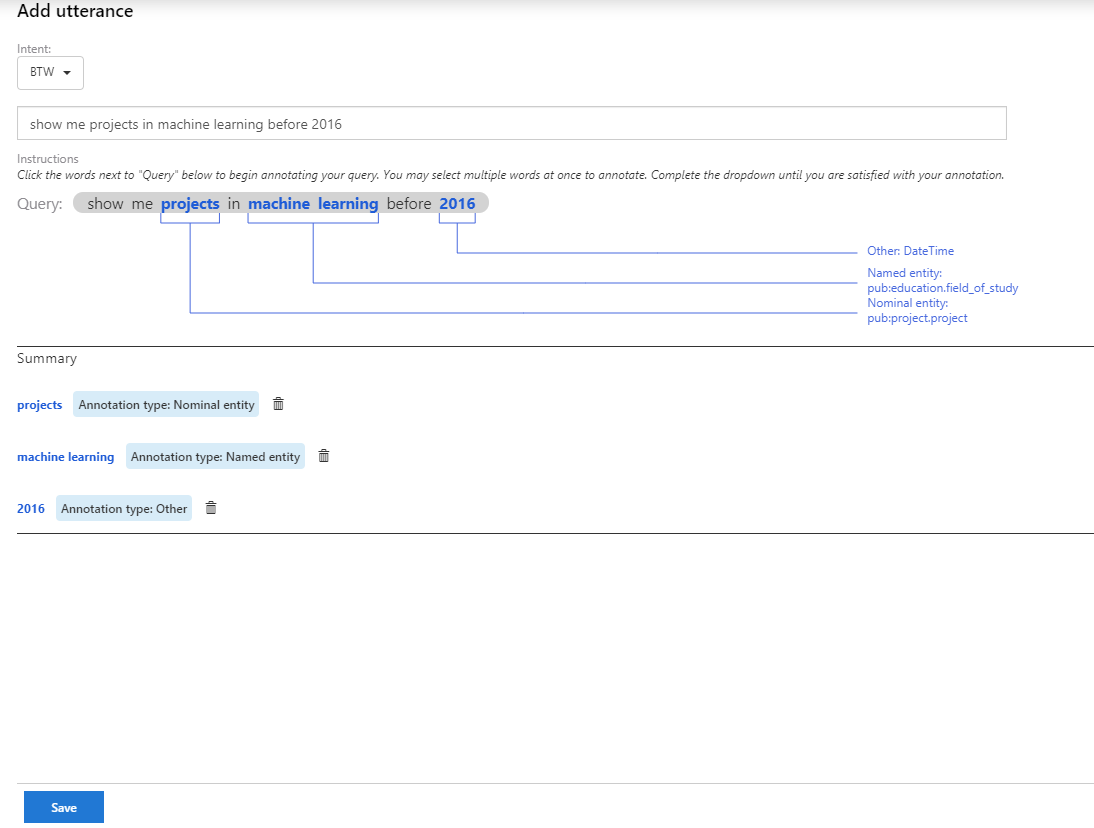 Add utterance
Intent:
BTW
show me projects in machine learning before 2016
Instructions
Click the words next to "Query" below to begin annotating your query. You may select multiple words at once to annotate. Complete the dropdown until you are satisfied with your annotation.
Query: show me projects in machine learning before 2016
Other: DateTime
Named entity:
pub:education.field_of_study
Nominal entity:
pub:project.project
Summary
projects Annotation type: Nominal entity
machine learning Annotation type: Named entity
2016 Annotation type: Other
Save